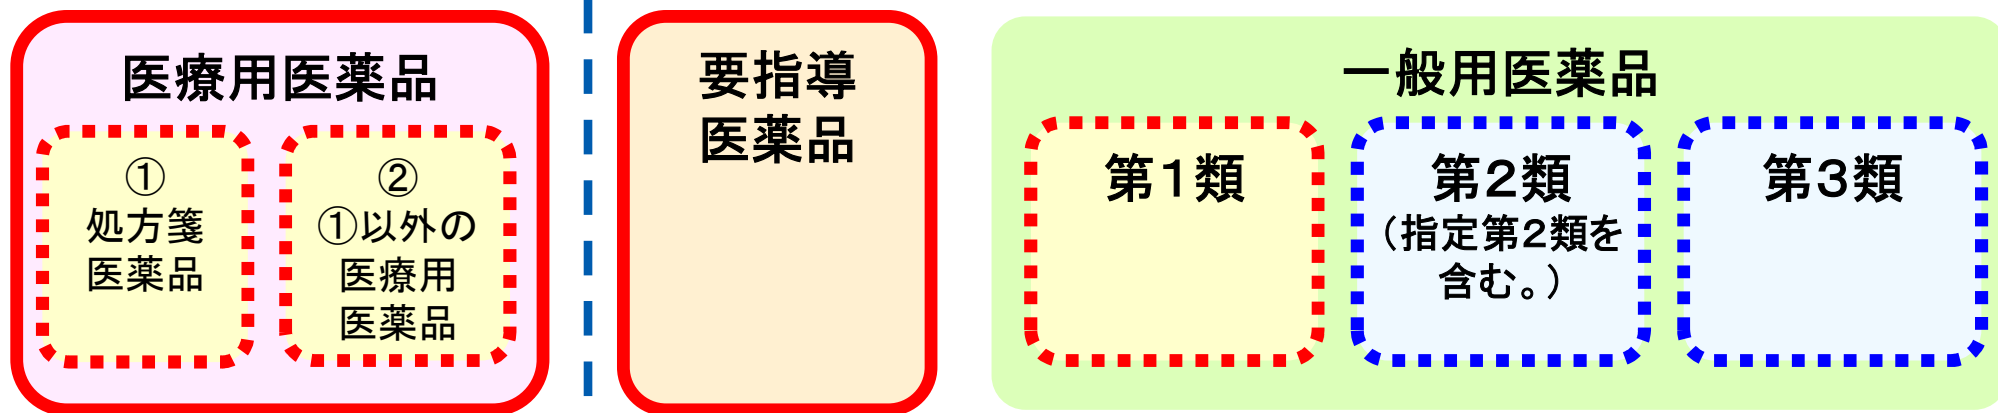 医療用医薬品
①
処方箋
医薬品
②
①以外の
医療用
医薬品
要指導
医薬品
一般用医薬品
第１類
第２類
（指定第２類を
含む。）
第３類